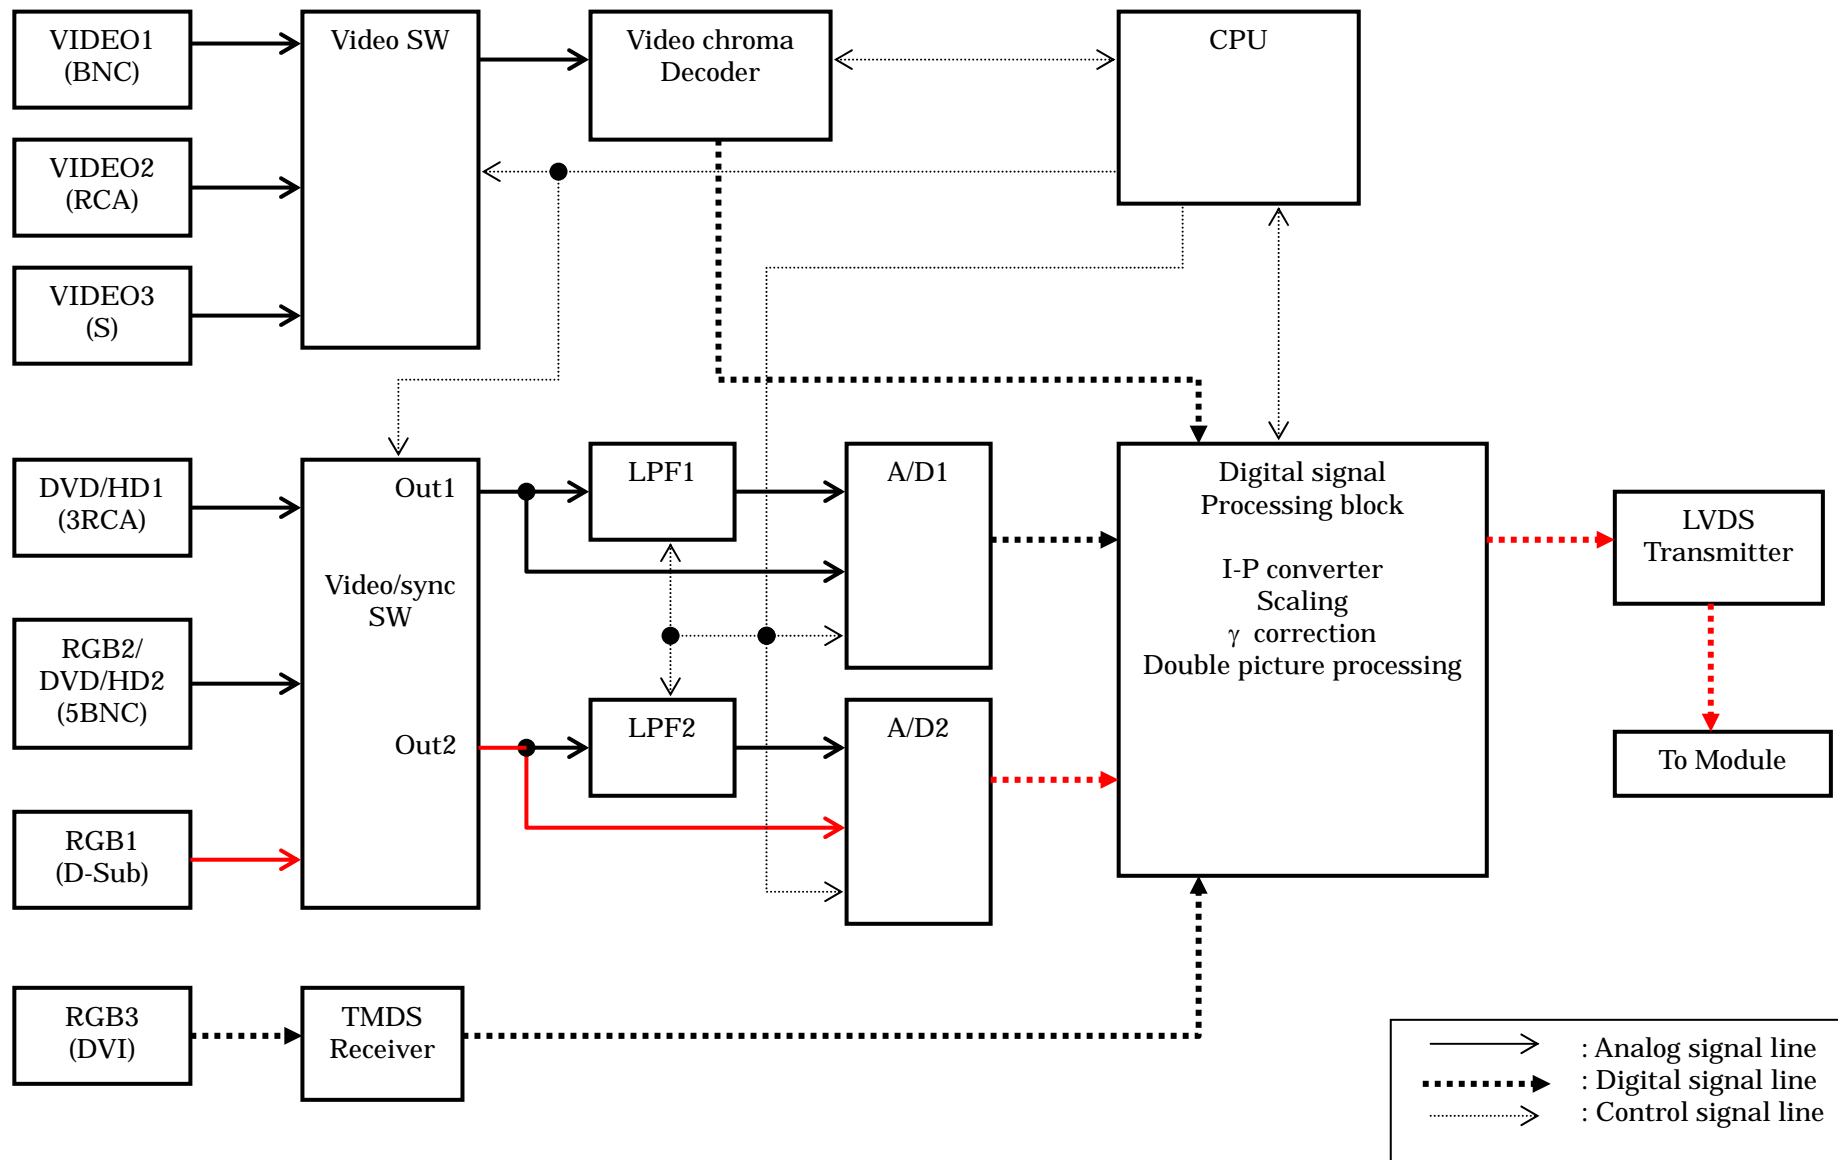 VIDEO1
(BNC)
Video SW
Video chroma
Decoder
CPU
VIDEO2
(RCA)
VIDEO3
(S)
DVD/HD1
(3RCA)
Out1
LPF1
A/D1
Digital signal
Processing block
I-P converter
Scaling
γ correction
Double picture processing
LVDS
Transmitter
Video/sync
SW
RGB2/
DVD/HD2
(5BNC)
Out2
LPF2
A/D2
To Module
RGB1
(D-Sub)
RGB3
(DVI)
TMDS
Receiver
: Analog signal line
: Digital signal line
: Control signal line